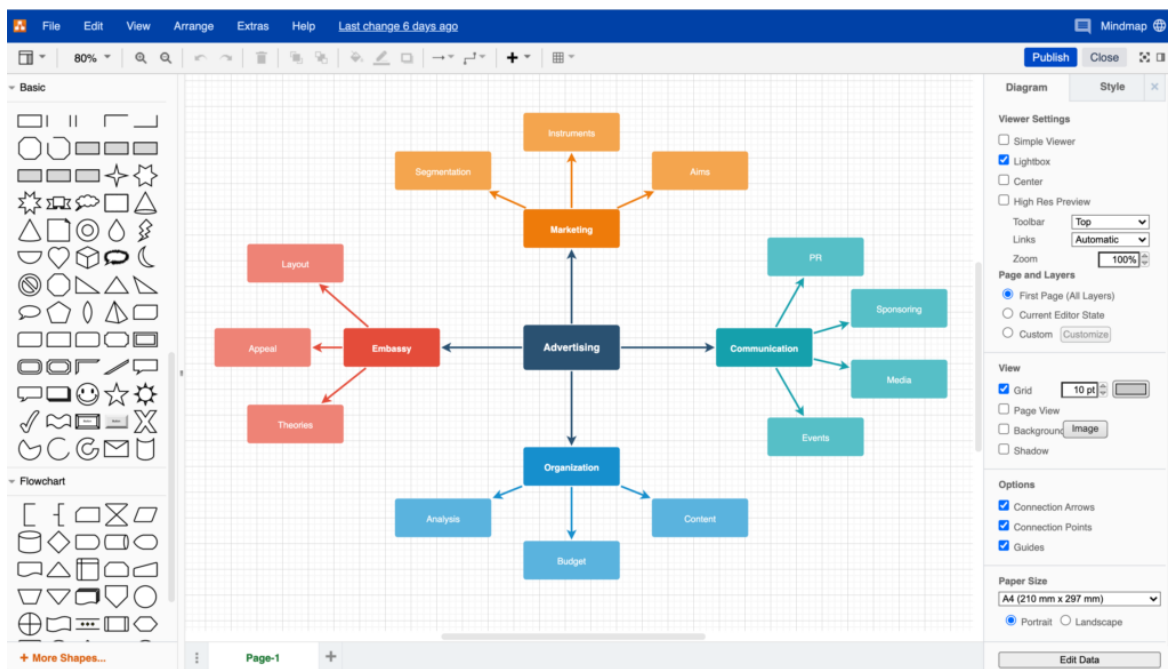 File Edit View Arrange Extras Help Last change 6 days ago Mindmap
80% Publish Close
Basic
Flowchart
+ More Shapes...
Instruments
Segmentation
Aims
Marketing
Layout
PR
Sponsoring
Appeal
Embassy
Advertising
Communication
Media
Theories
Events
Organization
Analysis
Content
Budget
Page-1
Diagram Style
Viewer Settings
Simple Viewer
Lightbox
Center
High Res Preview
Toolbar Top
Links Automatic
Zoom 100%
Page and Layers
First Page (All Layers)
Current Editor State
Custom Customize
View
Grid 10 pt
Page View
Background Image
Shadow
Options
Connection Arrows
Connection Points
Guides
Paper Size
A4 (210 mm x 297 mm)
Portrait Landscape
Edit Data